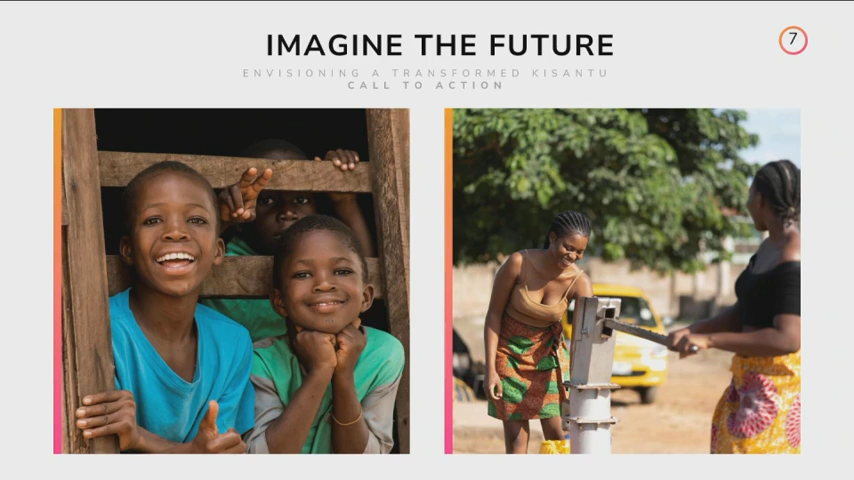 IMAGINE THE FUTURE
7
ENVISIONING A TRANSFORMED KISANTU
CALL TO ACTION